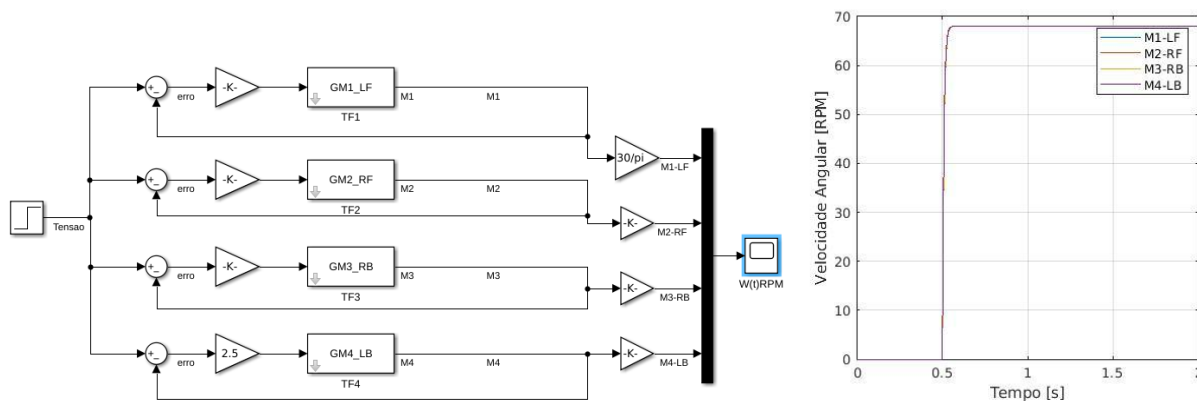 +_
erro
-K-
GM1_LF
TF1
M1
M1
30/pi
M1-LF
+_
erro
-K-
GM2_RF
TF2
M2
M2
-K-
M2-RF
Tensao
+_
erro
-K-
GM3_RB
TF3
M3
M3
-K-
M3-RB
+_
erro
2.5
GM4_LB
TF4
M4
M4
-K-
M4-LB
W(t)RPM
Velocidade Angular [RPM]
70
60
50
40
30
20
10
0
0
0.5
1
1.5
2
Tempo [s]
M1-LF
M2-RF
M3-RB
M4-LB